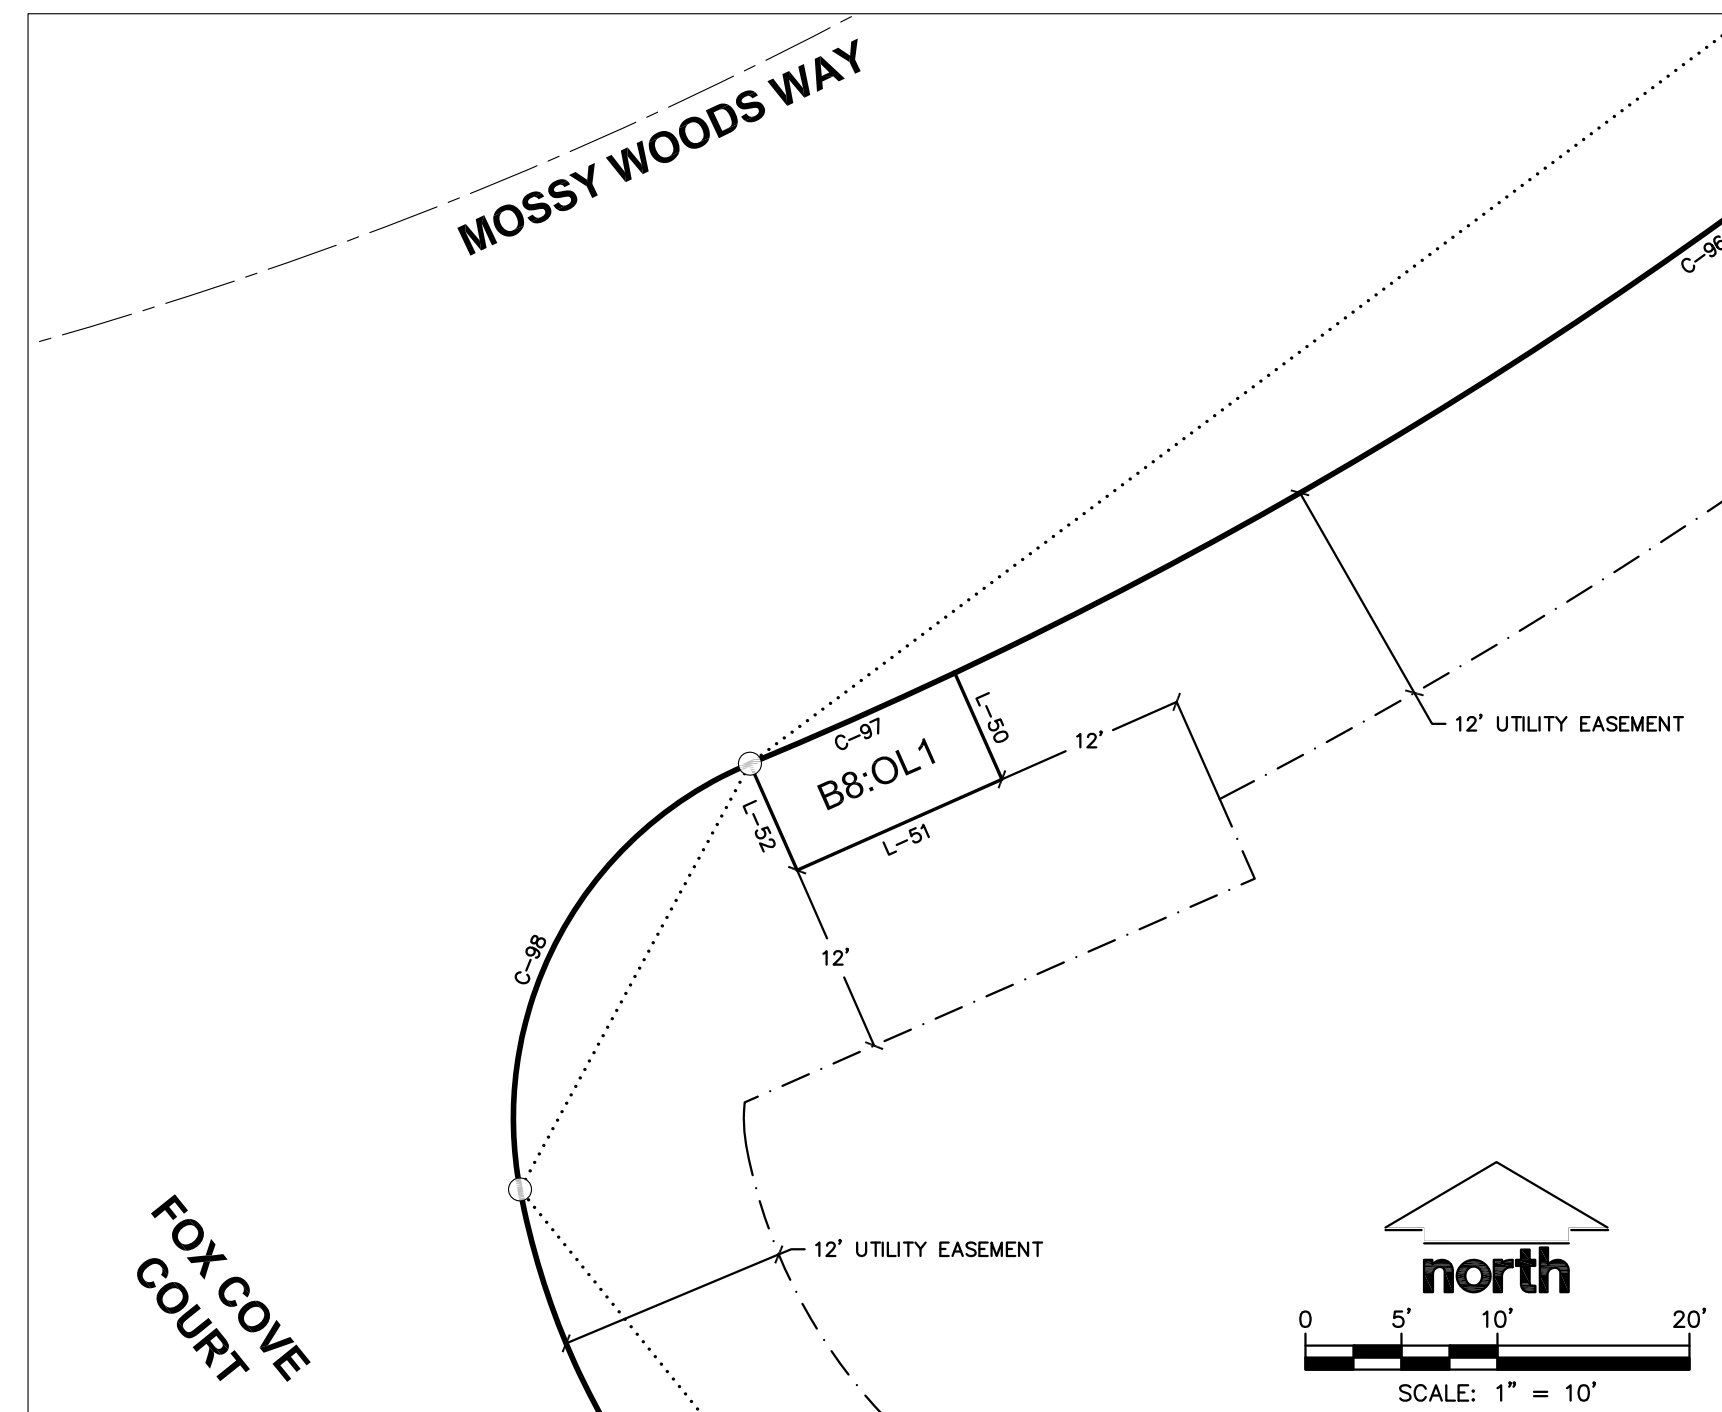 MOSSY WOODS WAY
C-96
12' UTILITY EASEMENT
C-97
L-50
B8:OL1
12'
L-52
L-51
12'
C-98
12' UTILITY EASEMENT
FOX COVE
COURT
north
0 5' 10' 20'
SCALE: 1" = 10'